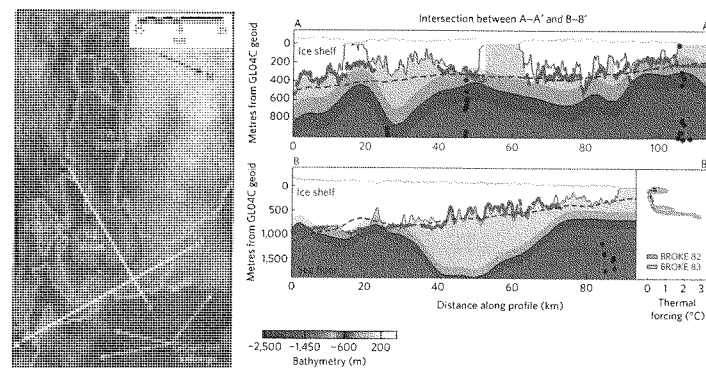 Intersection between A–A′ and B–B′
A
A
Metres from GL04C geoid
0
200
400
600
800
Ice shelf
0 20 40 60 80 100
B
B
Metres from GL04C geoid
0
500
1,000
1,500
Ice shelf
Sea floor
BROKE 82
BROKE 83
0 20 40 60 80
0 1 2 3
Distance along profile (km)
Thermal
forcing (°C)
−2,500 −1,450 −600 200
Bathymetry (m)